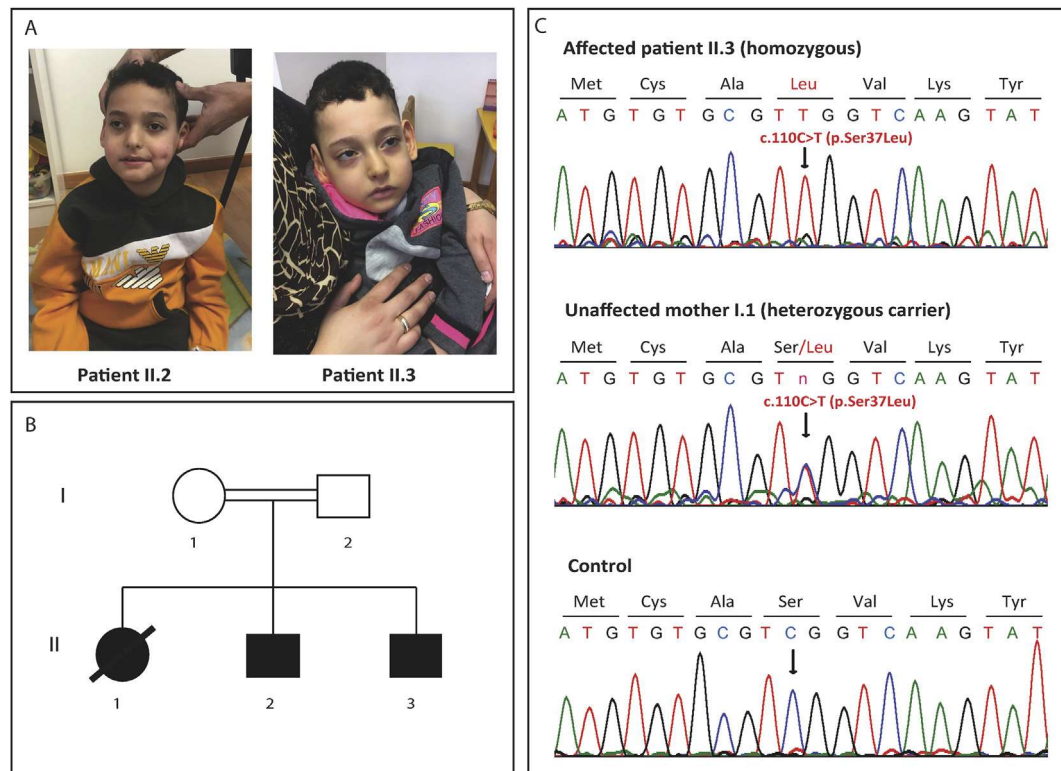 A
Patient II.2
FASHION
Patient II.3
B
I
1
2
II
1
2
3
C
Affected patient II.3 (homozygous)
Met Cys Ala Leu Val Lys Tyr
A T G T G T G C G T T G G T C A A G T A T
c.110C>T (p.Ser37Leu)
Unaffected mother I.1 (heterozygous carrier)
Met Cys Ala Ser/Leu Val Lys Tyr
A T G T G T G C G T n G G T C A A G T A T
c.110C>T (p.Ser37Leu)
Control
Met Cys Ala Ser Val Lys Tyr
A T G T G T G C G T C G G T C A A G T A T